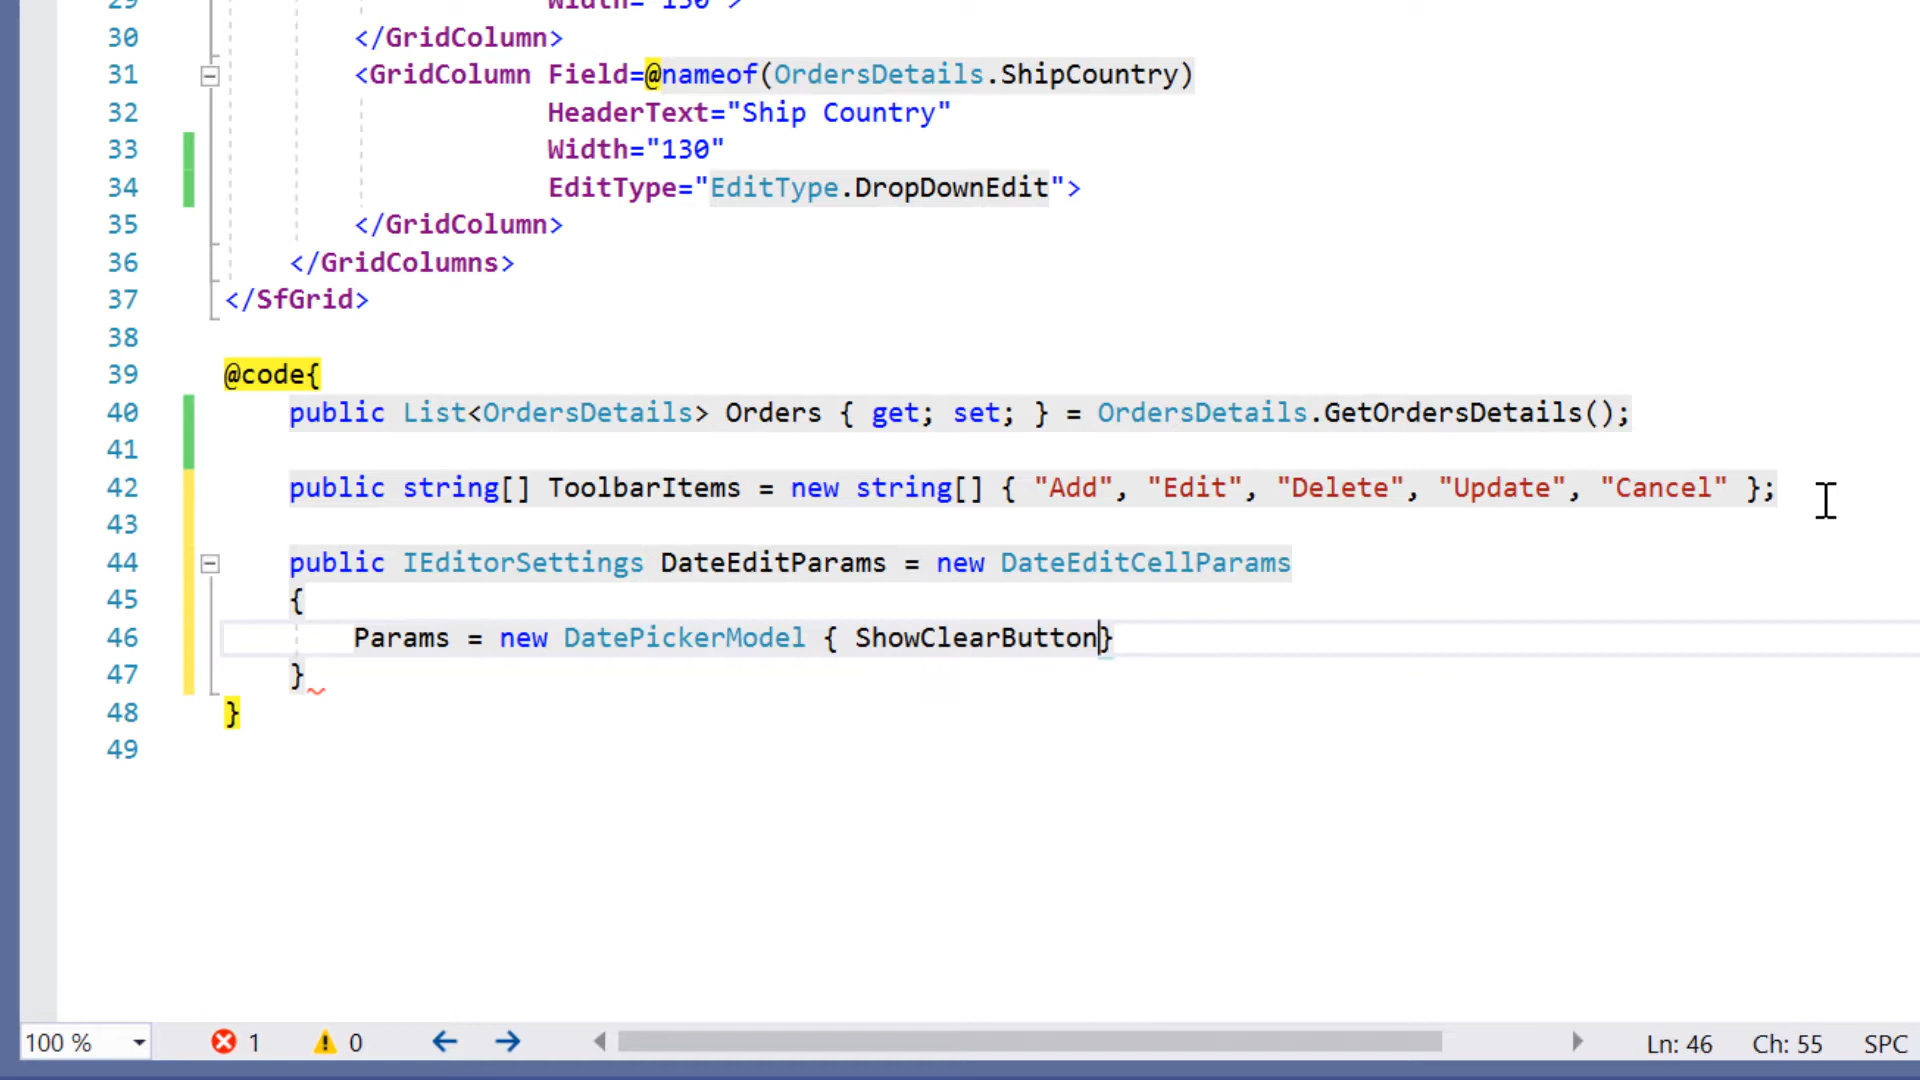 29 Width="150">
30 </GridColumn>
31 <GridColumn Field=@nameof(OrdersDetails.ShipCountry)
32 HeaderText="Ship Country"
33 Width="130"
34 EditType="EditType.DropDownEdit">
35 </GridColumn>
36 </GridColumns>
37 </SfGrid>
38
39 @code{
40 public List<OrdersDetails> Orders { get; set; } = OrdersDetails.GetOrdersDetails();
41
42 public string[] ToolbarItems = new string[] { "Add", "Edit", "Delete", "Update", "Cancel" };
43
44 public IEditorSettings DateEditParams = new DateEditCellParams
45 {
46 Params = new DatePickerModel { ShowClearButton}
47 }
48 }
49
100 % 1 0 Ln: 46 Ch: 55 SPC